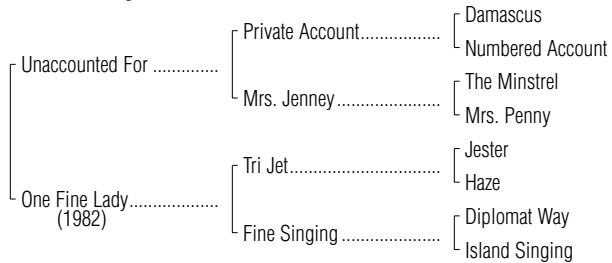 Damascus
Private Account..................
Numbered Account
Unaccounted For ..............
The Minstrel
Mrs. Jenney .......................
Mrs. Penny
Jester
Tri Jet..................................
Haze
One Fine Lady...................
(1982)
Diplomat Way
Fine Singing ......................
Island Singing